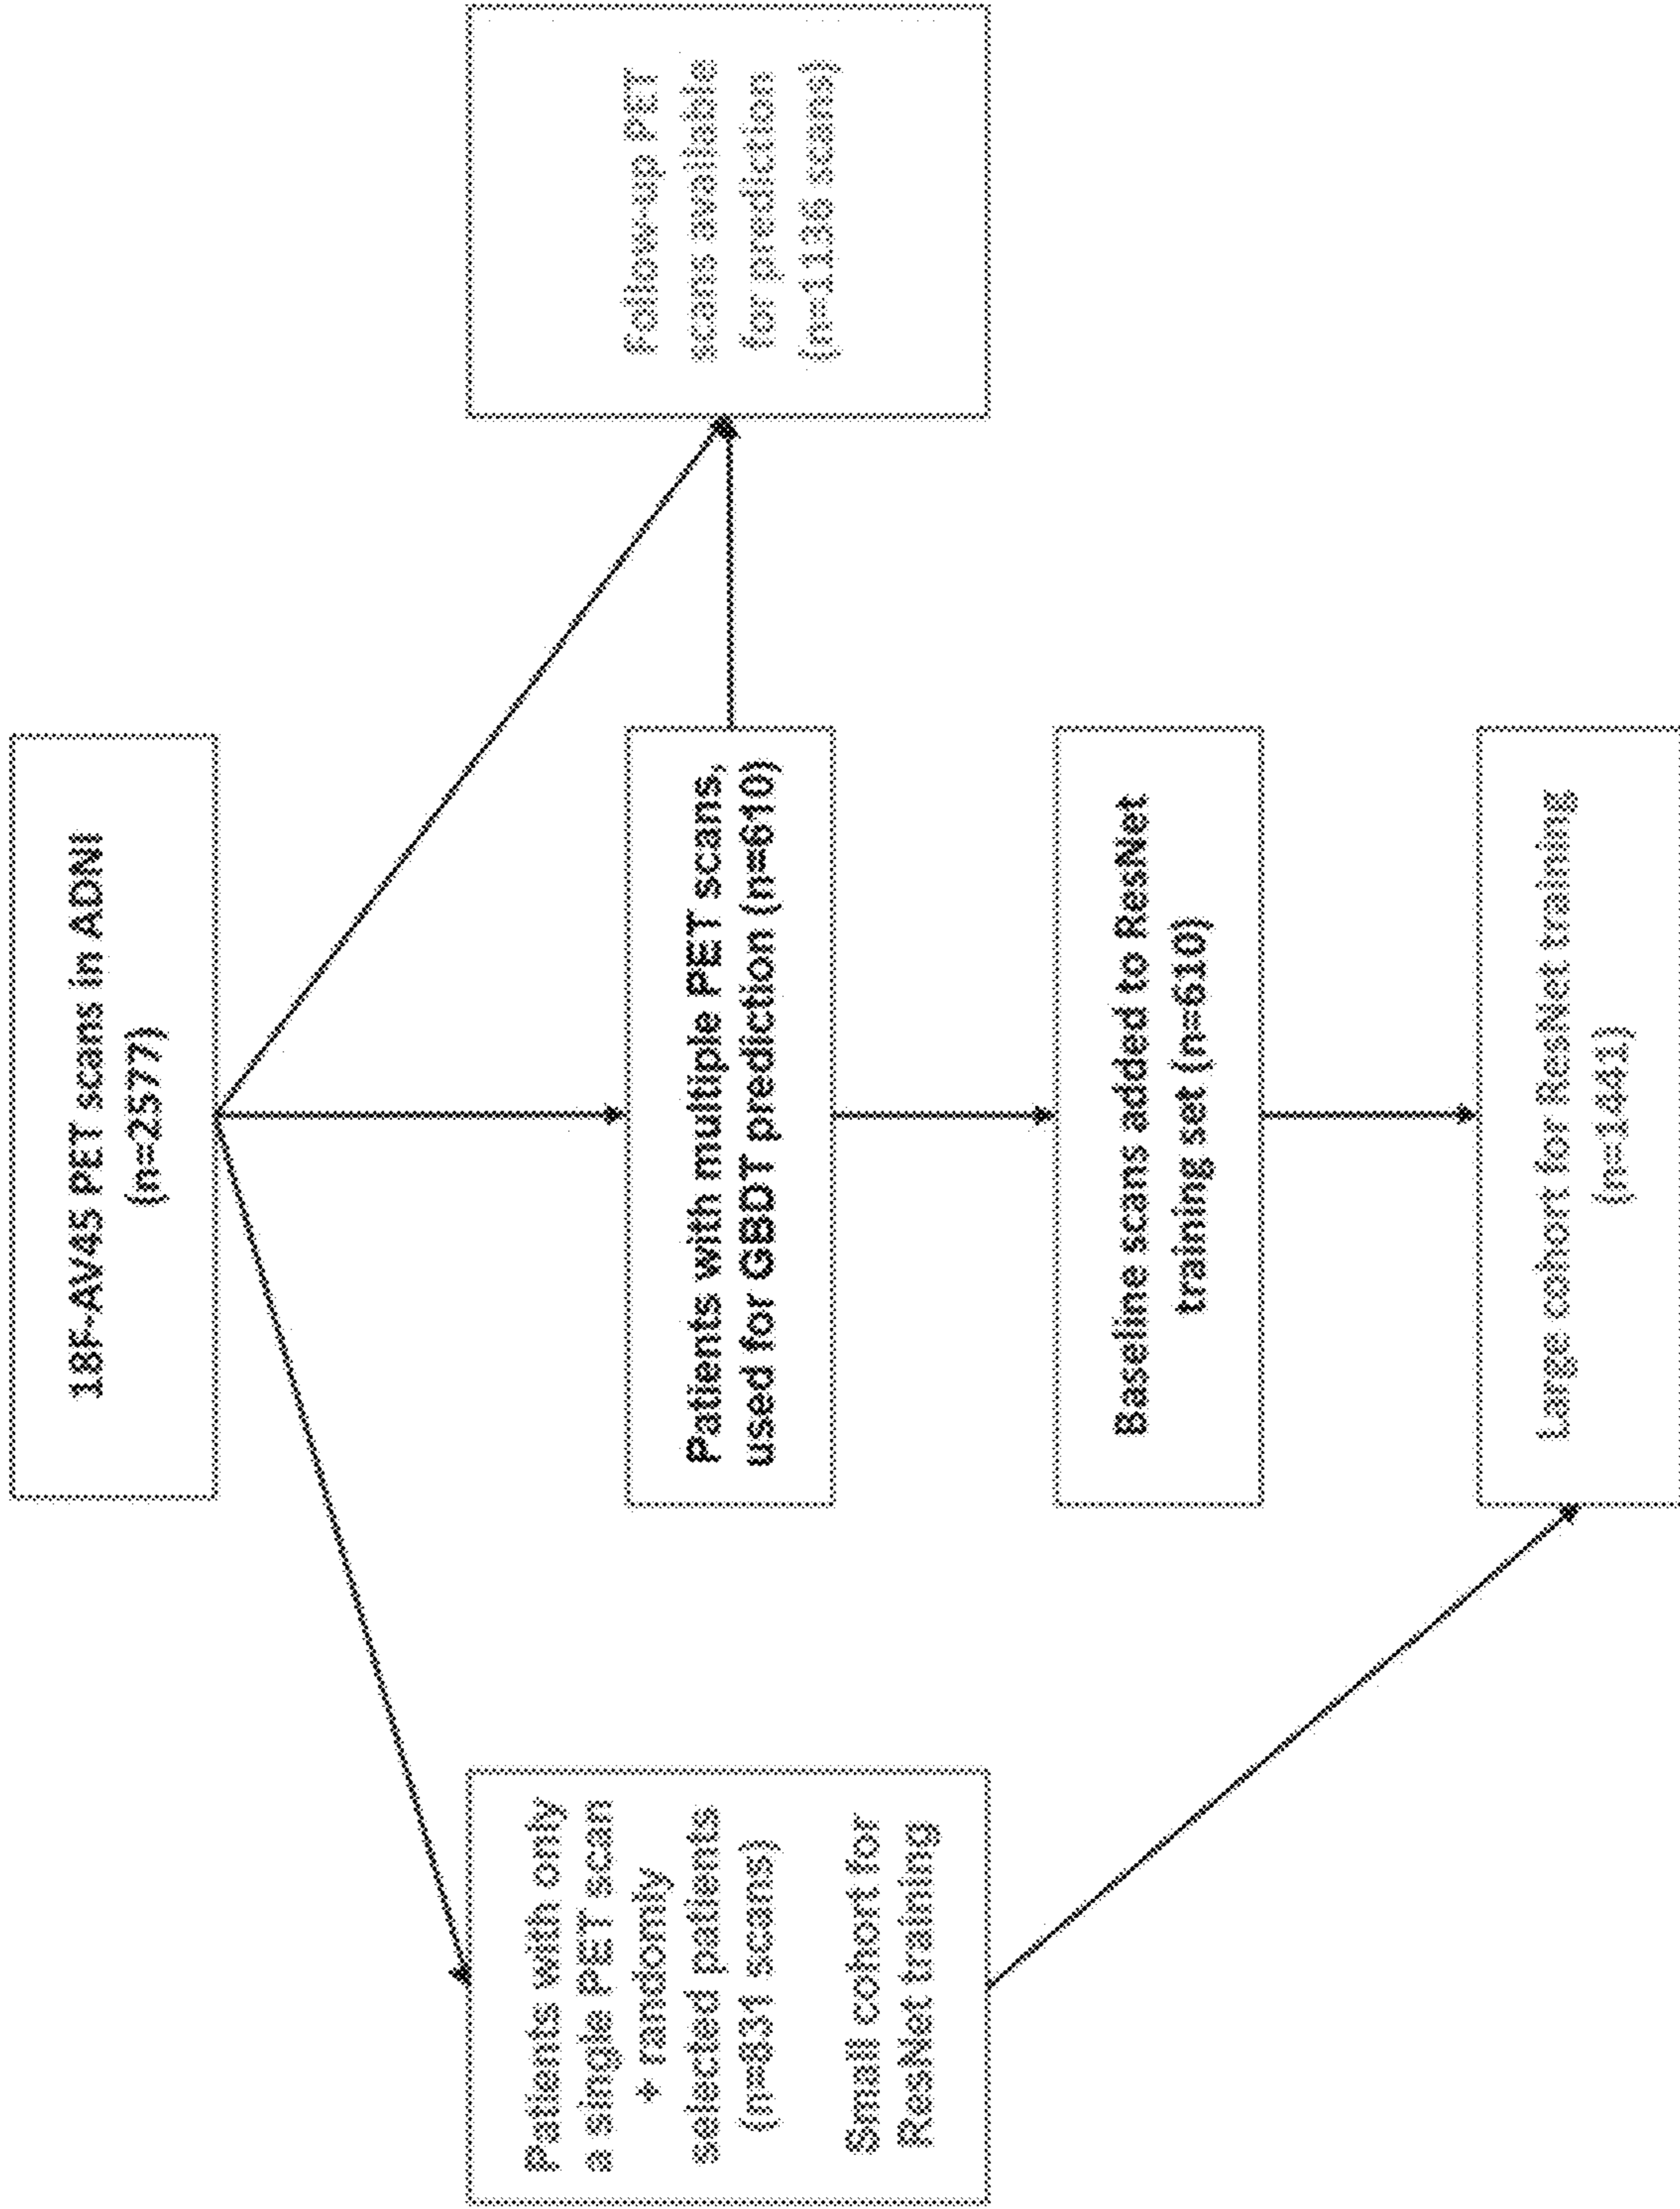 18F-AV45 PET scans in ADNI
(n=2577)
Patients with only
a single PET scan
+ randomly
selected patients
(n=831 scans)
Small cohort for
ResNet training
Patients with multiple PET scans,
used for GBDT prediction (n=610)
Follow-up PET
scans available
for prediction
(n=1136 scans)
Baseline scans added to ResNet
training set (n=610)
Large cohort for ResNet training
(n=1441)